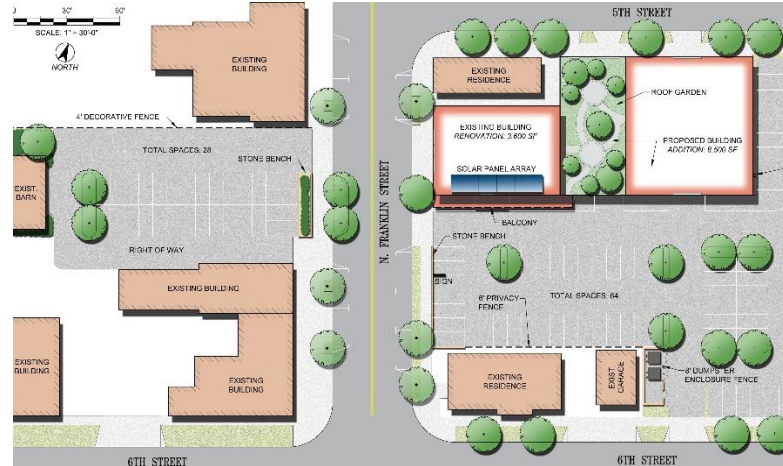 60'
SCALE: 1" = 30'-0"
NORTH
EXISTING
BUILDING
4' DECORATIVE FENCE
TOTAL SPACES: 28
STONE BENCH
EXIST.
BARN
RIGHT OF WAY
EXISTING BUILDING
EXISTING
BUILDING
EXISTING
BUILDING
6TH STREET
N. FRANKLIN STREET
5TH STREET
EXISTING
RESIDENCE
ROOF GARDEN
EXISTING BUILDING
RENOVATION: 3,600 SF
PROPOSED BUILDING
ADDITION: 8,500 SF
SOLAR PANEL ARRAY
BALCONY
STONE BENCH
SIGN
6' PRIVACY
FENCE
TOTAL SPACES: 84
EXISTING
RESIDENCE
EXIST.
GARAGE
8' DUMPSTER
ENCLOSURE FENCE
6TH STREET